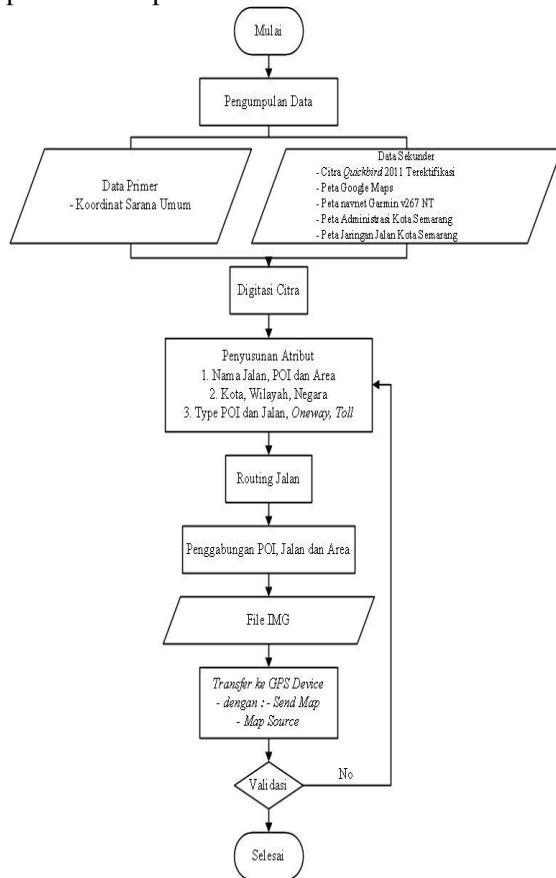 Mulai
Pengumpulan Data
Data Primer
- Koordinat Sarana Umum
Data Sekunder
- Citra Quickbird 2011 Terektifikasi
- Peta Google Maps
- Peta navnet Garmin v267 NT
- Peta Administrasi Kota Semarang
- Peta Jaringan Jalan Kota Semarang
Digitasi Citra
Penyusunan Atribut
1. Nama Jalan, POI dan Area
2. Kota, Wilayah, Negara
3. Type POI dan Jalan, Oneway, Toll
Routing Jalan
Penggabungan POI, Jalan dan Area
File IMG
Transfer ke GPS Device
- dengan : - Send Map
- Map Source
Validasi
No
Selesai